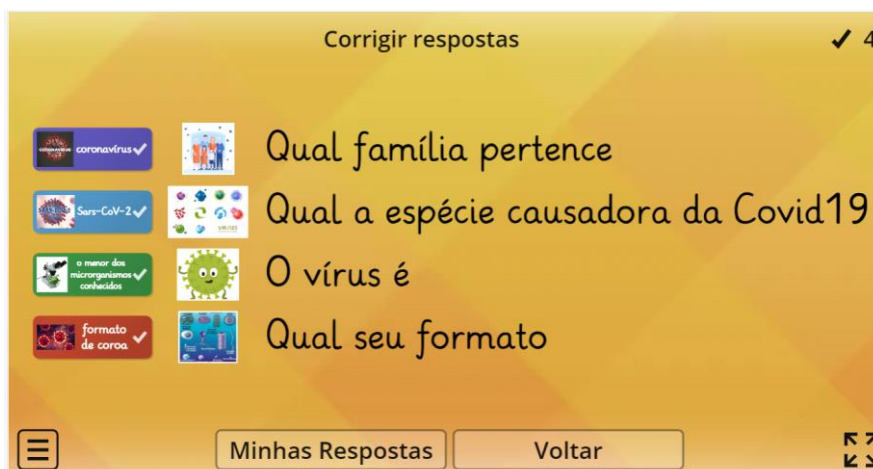 Corrigir respostas
4
coronavírus
Qual família pertence
Sars-CoV-2
Qual a espécie causadora da Covid19
o menor dos
microrganismos
conhecidos
O vírus é
formato
de coroa
Qual seu formato
Minhas Respostas
Voltar